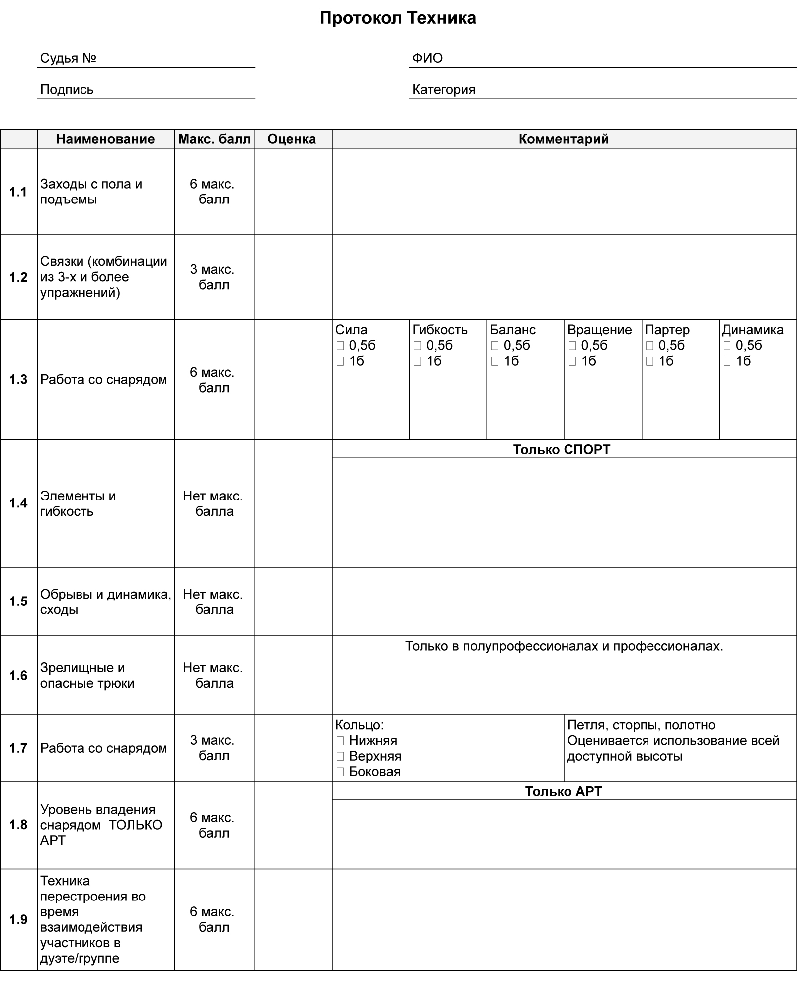 Протокол Техника
Судья №
ФИО
Подпись
Категория
Наименование
Макс. балл
Оценка
Комментарий
1.1
Заходы с пола и
подъемы
6 макс.
балл
1.2
Связки (комбинации
из 3-х и более
упражнений)
3 макс.
балл
1.3
Работа со снарядом
6 макс.
балл
Сила
0,5б
1б
Гибкость
0,5б
1б
Баланс
0,5б
1б
Вращение
0,5б
1б
Партер
0,5б
1б
Динамика
0,5б
1б
1.4
Элементы и
гибкость
Нет макс.
балла
Только СПОРТ
1.5
Обрывы и динамика,
сходы
Нет макс.
балла
1.6
Зрелищные и
опасные трюки
Нет макс.
балла
Только в полупрофессионалах и профессионалах.
1.7
Работа со снарядом
3 макс.
балл
Кольцо:
Нижняя
Верхняя
Боковая
Петля, сторпы, полотно
Оценивается использование всей
доступной высоты
1.8
Уровень владения
снарядом ТОЛЬКО
АРТ
6 макс.
балл
Только АРТ
1.9
Техника
перестроения во
время
взаимодействия
участников в
дуэте/группе
6 макс.
балл